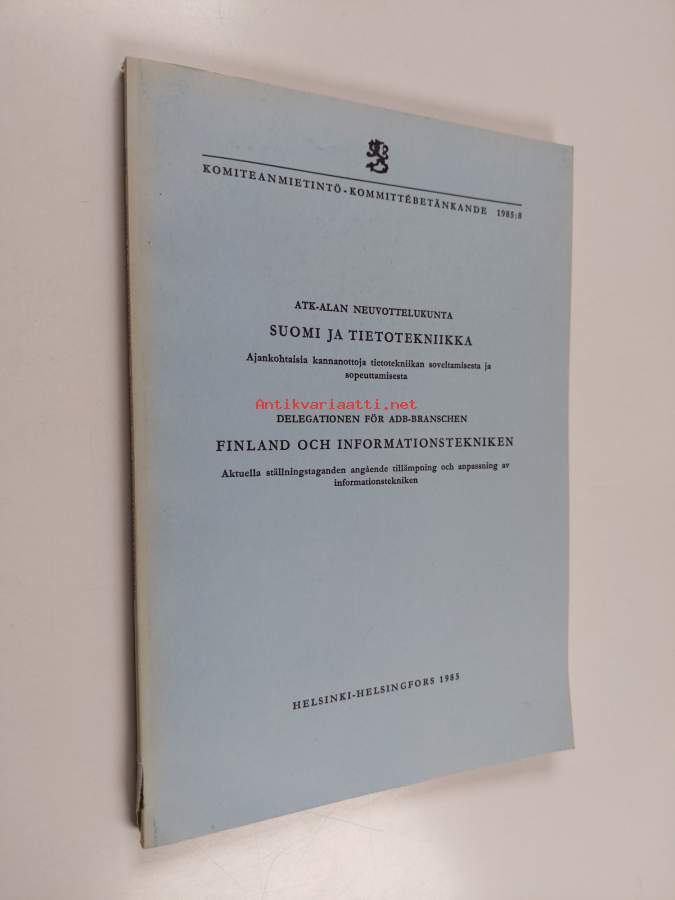 KOMITEANMIETINTÖ-KOMMITTÉBETÄNKANDE 1985:8
ATK-ALAN NEUVOTTELUKUNTA
SUOMI JA TIETOTEKNIIKKA
Ajankohtaisia kannanottoja tietotekniikan soveltamisesta ja
sopeuttamisesta
Antikvariaatti.net
DELEGATIONEN FÖR ADB-BRANSCHEN
FINLAND OCH INFORMATIONSTEKNIKEN
Aktuella ställningstaganden angående tillämpning och anpassning av
informationstekniken
HELSINKI-HELSINGFORS 1985